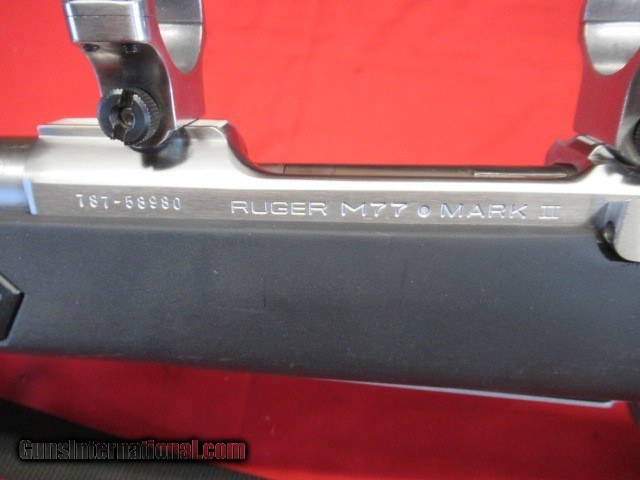 787-58980 RUGER M77 MARK II
GunsInternational.com